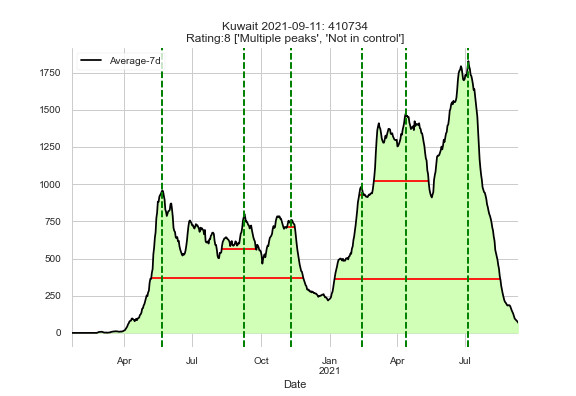 Kuwait 2021-09-11: 410734
Rating:8 ['Multiple peaks', 'Not in control']
Average-7d
1750
1500
1250
1000
750
500
250
0
Apr Jul Oct Jan Apr Jul
2021
Date